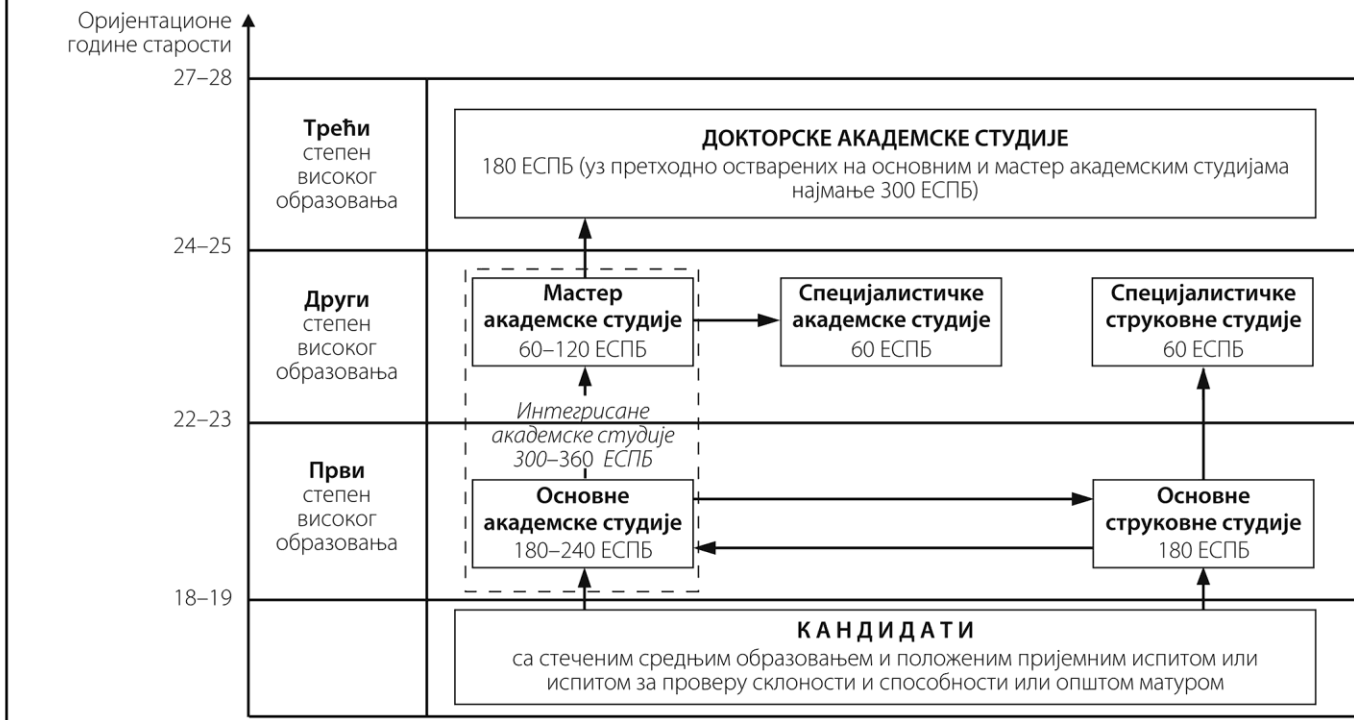 Оријентационе
године старости
27–28
Трећи
степен
високог
образовања
ДОКТОРСКЕ АКАДЕМСКЕ СТУДИЈЕ
180 ЕСПБ (уз претходно остварених на основним и мастер академским студијама
најмање 300 ЕСПБ)
24–25
Други
степен
високог
образовања
Мастер
академске студије
60–120 ЕСПБ
Специјалистичке
академске студије
60 ЕСПБ
Специјалистичке
струковне студије
60 ЕСПБ
22–23
Интегрисане
академске студије
300–360 ЕСПБ
Први
степен
високог
образовања
Основне
академске студије
180–240 ЕСПБ
Основне
струковне студије
180 ЕСПБ
18–19
КАНДИДАТИ
са стеченим средњим образовањем и положеним пријемним испитом или
испитом за проверу склоности и способности или општом матуром